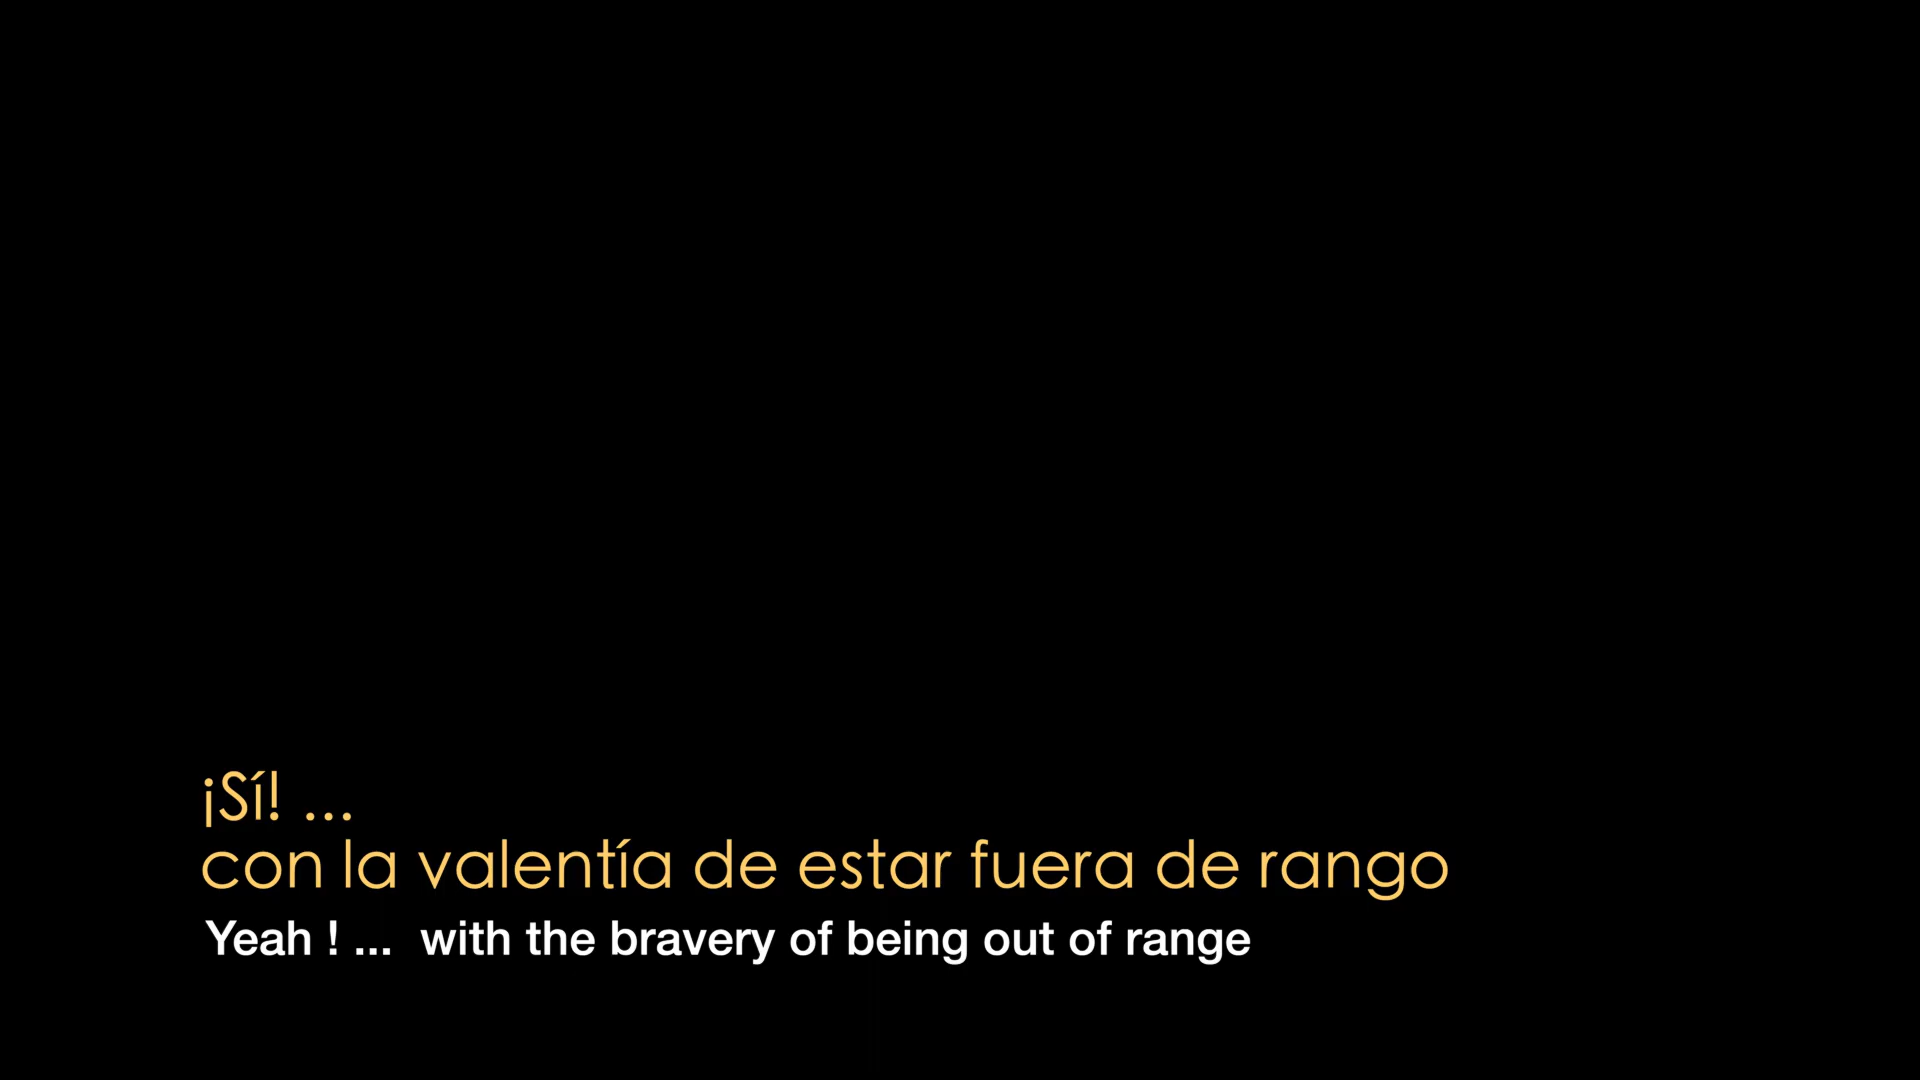 ¡Sí! ...
con la valentía de estar fuera de rango
Yeah ! ...  with the bravery of being out of range